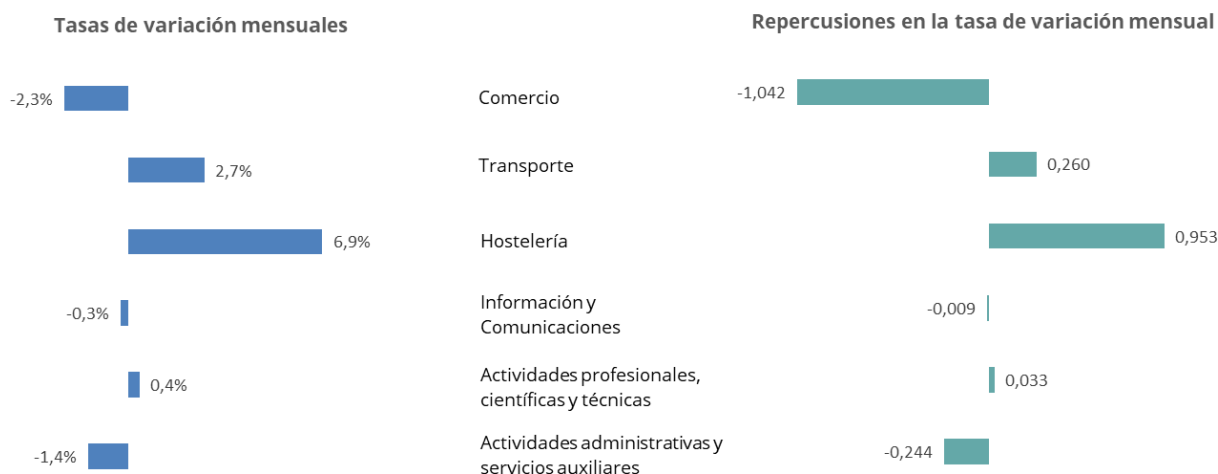 Tasas de variación mensuales
Repercusiones en la tasa de variación mensual
-2,3%
Comercio
-1,042
2,7%
Transporte
0,260
6,9%
Hostelería
0,953
-0,3%
Información y
Comunicaciones
-0,009
0,4%
Actividades profesionales,
científicas y técnicas
0,033
-1,4%
Actividades administrativas y
servicios auxiliares
-0,244